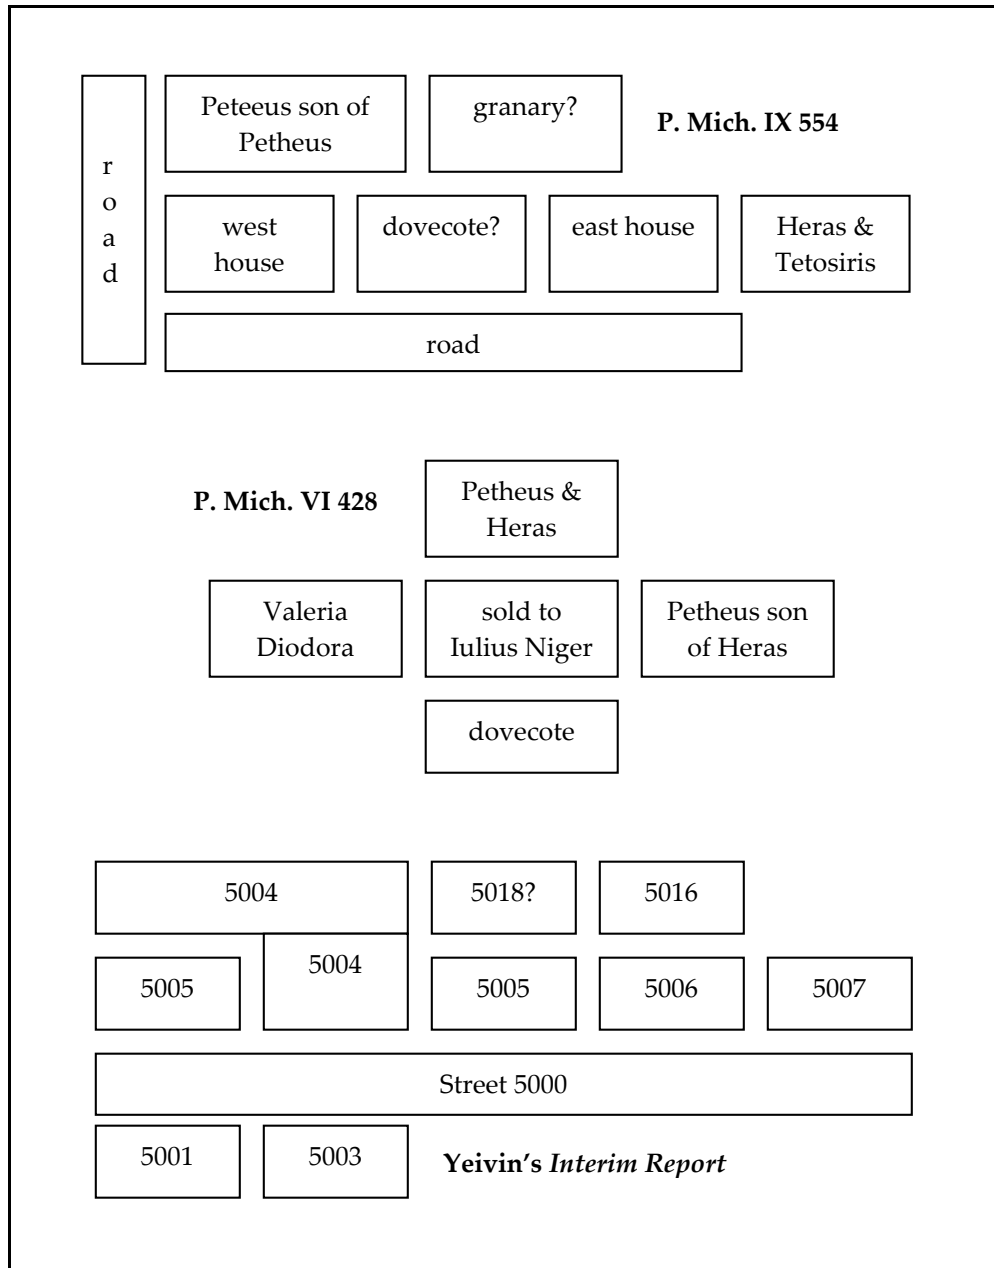 Peteeus son of
Petheus
granary?
P. Mich. IX 554
r
o
a
d
west
house
dovecote?
east house
Heras &
Tetosiris
road
Petheus &
Heras
P. Mich. VI 428
Valeria
Diodora
sold to
Iulius Niger
Petheus son
of Heras
dovecote
5004
5018?
5016
5005
5004
5005
5006
5007
Street 5000
5001
5003
Yeivin's Interim Report